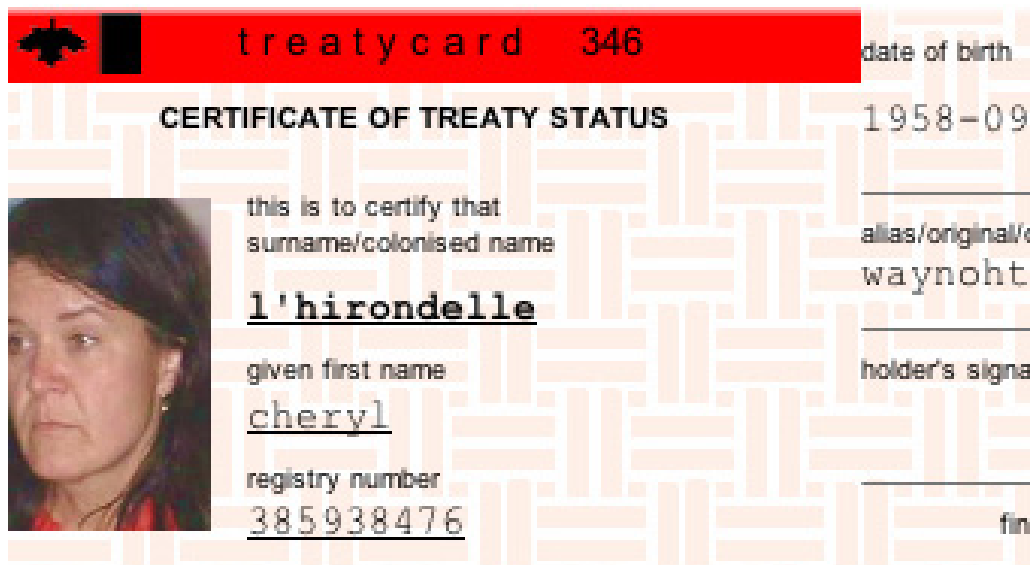 treatycard 346
CERTIFICATE OF TREATY STATUS
this is to certify that
surname/colonised name
l'hirondelle
given first name
cheryl
registry number
385938476
date of birth
1958-09
alias/original/
waynoht
holder's signa
fin